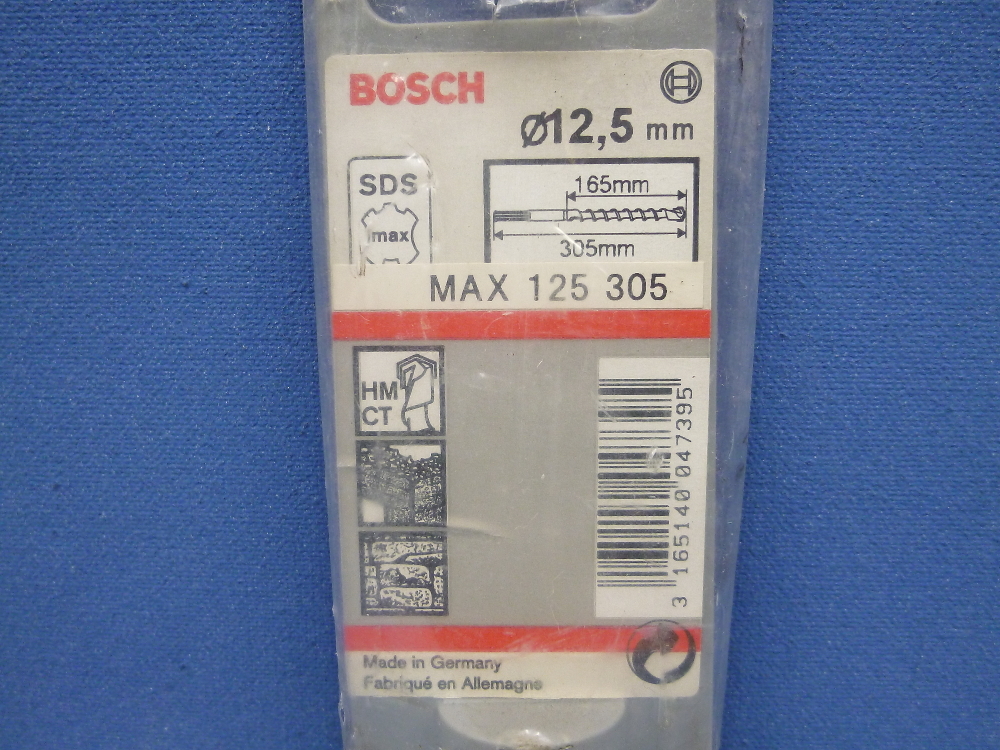 BOSCH
Ø12,5 mm
SDS
max
165mm
305mm
MAX 125 305
HM
CT
3 165140 047395
Made in Germany
Fabriqué en Allemagne